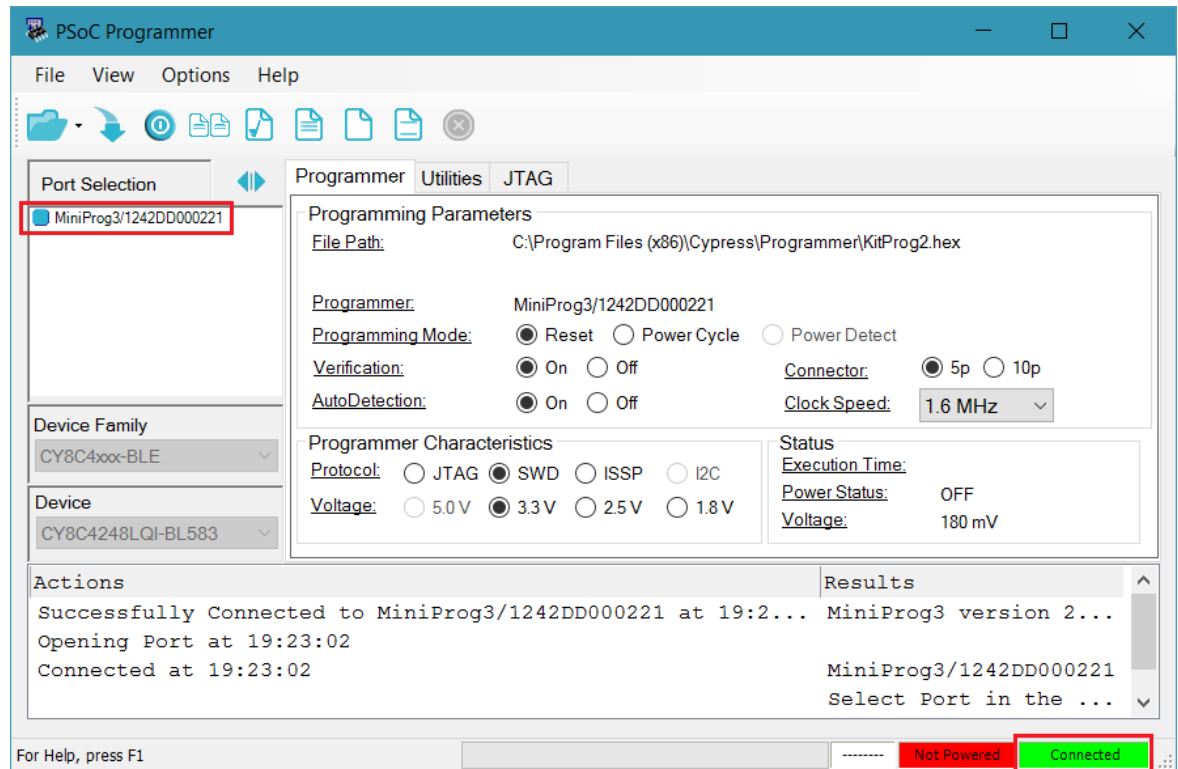 PSoC Programmer
File View Options Help
Port Selection
MiniProg3/1242DD000221
Device Family
CY8C4xxx-BLE
Device
CY8C4248LQI-BL583
Programmer Utilities JTAG
Programming Parameters
File Path: C:\Program Files (x86)\Cypress\Programmer\KitProg2.hex
Programmer: MiniProg3/1242DD000221
Programming Mode: Reset Power Cycle Power Detect
Verification: On Off Connector: 5p 10p
AutoDetection: On Off Clock Speed: 1.6 MHz
Programmer Characteristics
Protocol: JTAG SWD ISSP I2C
Voltage: 5.0 V 3.3 V 2.5 V 1.8 V
Status
Execution Time:
Power Status: OFF
Voltage: 180 mV
Actions Results
Successfully Connected to MiniProg3/1242DD000221 at 19:2... MiniProg3 version 2...
Opening Port at 19:23:02
Connected at 19:23:02 MiniProg3/1242DD000221
Select Port in the ...
For Help, press F1 -------- Not Powered Connected